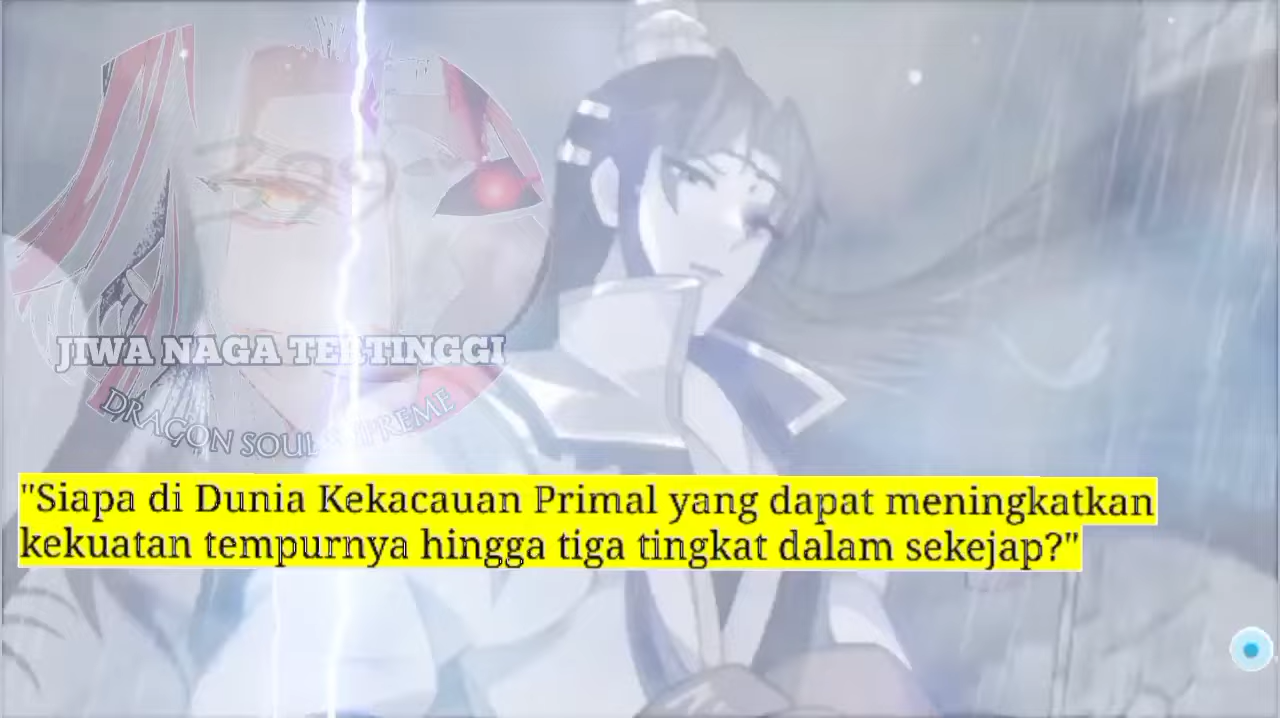 JIWA NAGA TERTINGGI
DRAGON SOUL SUPREME
"Siapa di Dunia Kekacauan Primal yang dapat meningkatkan
kekuatan tempurnya hingga tiga tingkat dalam sekejap?"